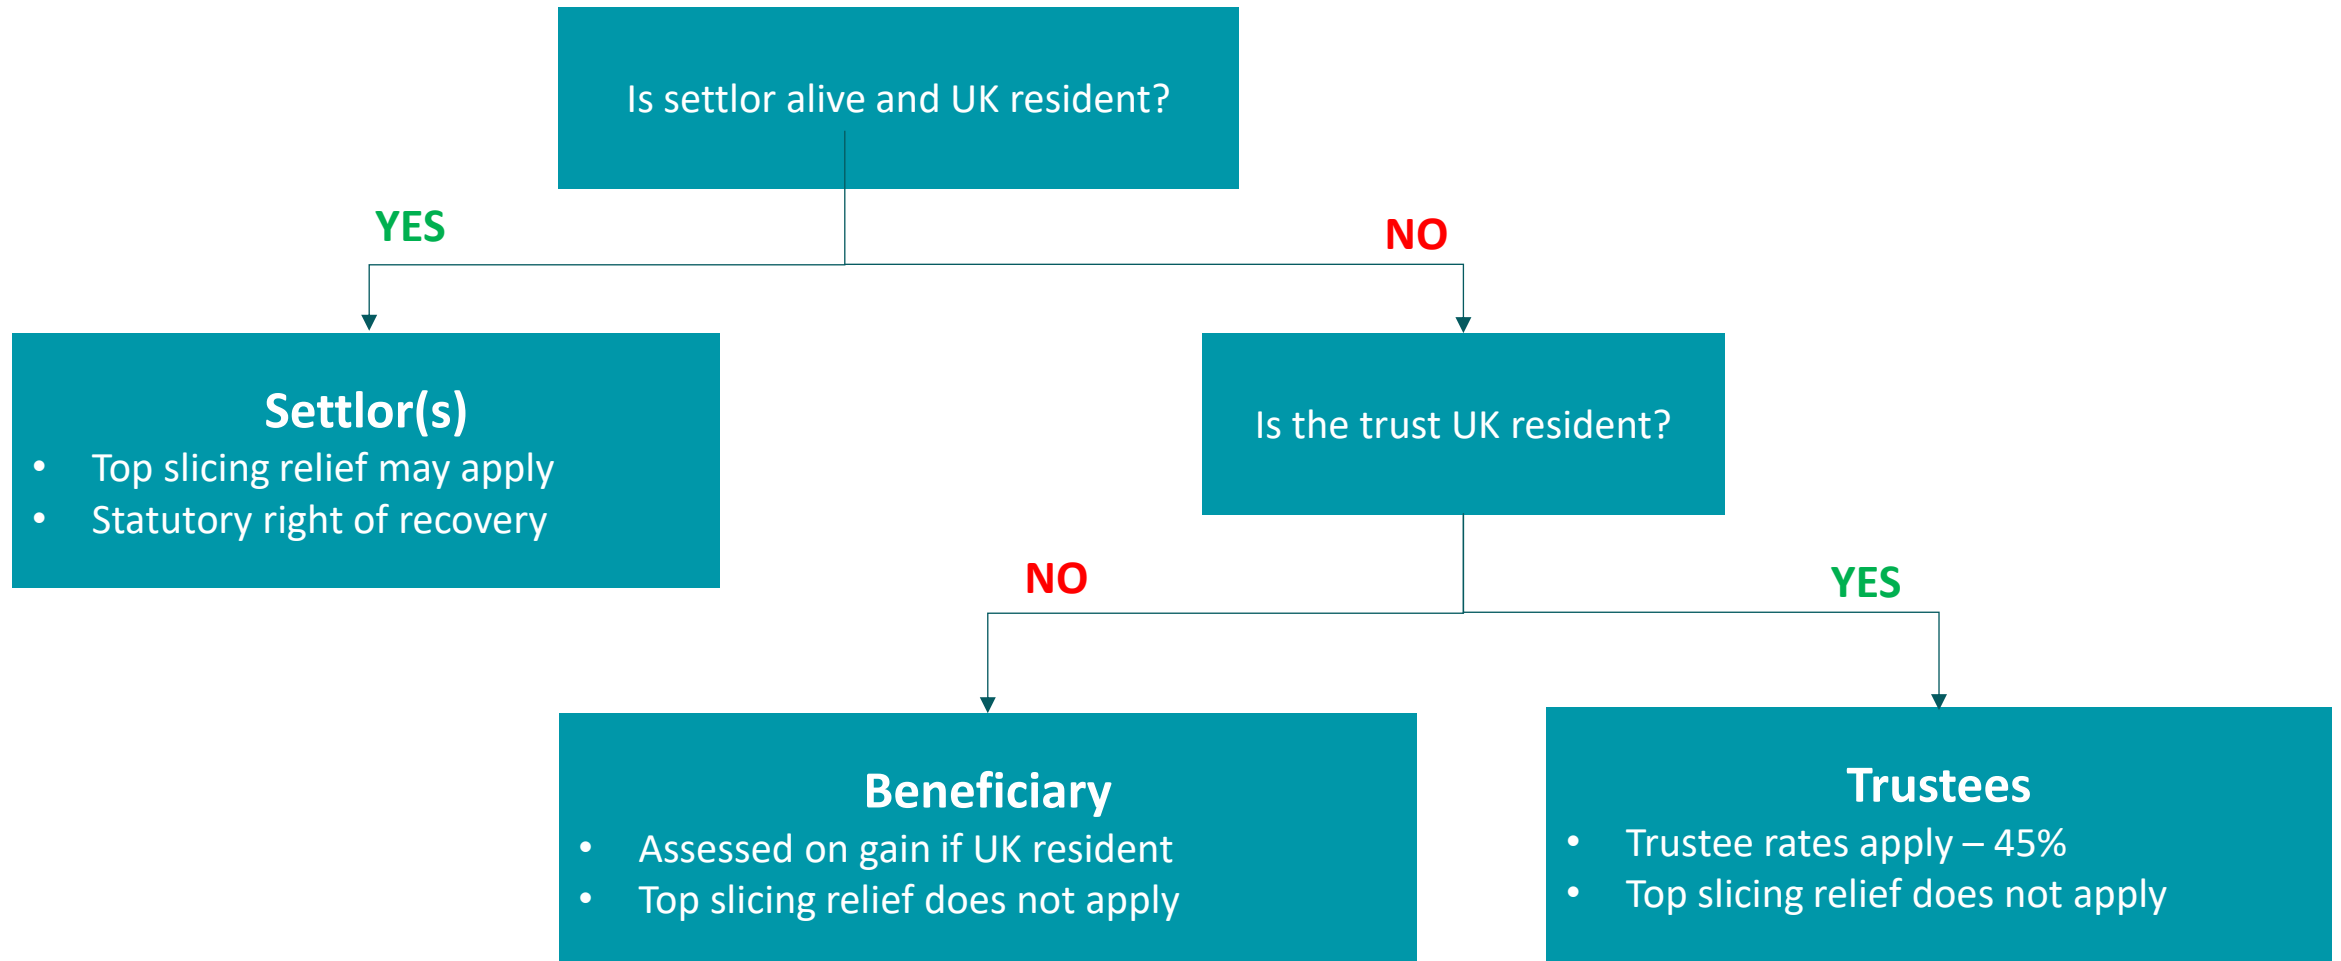 Is settlor alive and UK resident?
YES
NO
Settlor(s)
• Top slicing relief may apply
• Statutory right of recovery
Is the trust UK resident?
NO
YES
Beneficiary
• Assessed on gain if UK resident
• Top slicing relief does not apply
Trustees
• Trustee rates apply – 45%
• Top slicing relief does not apply